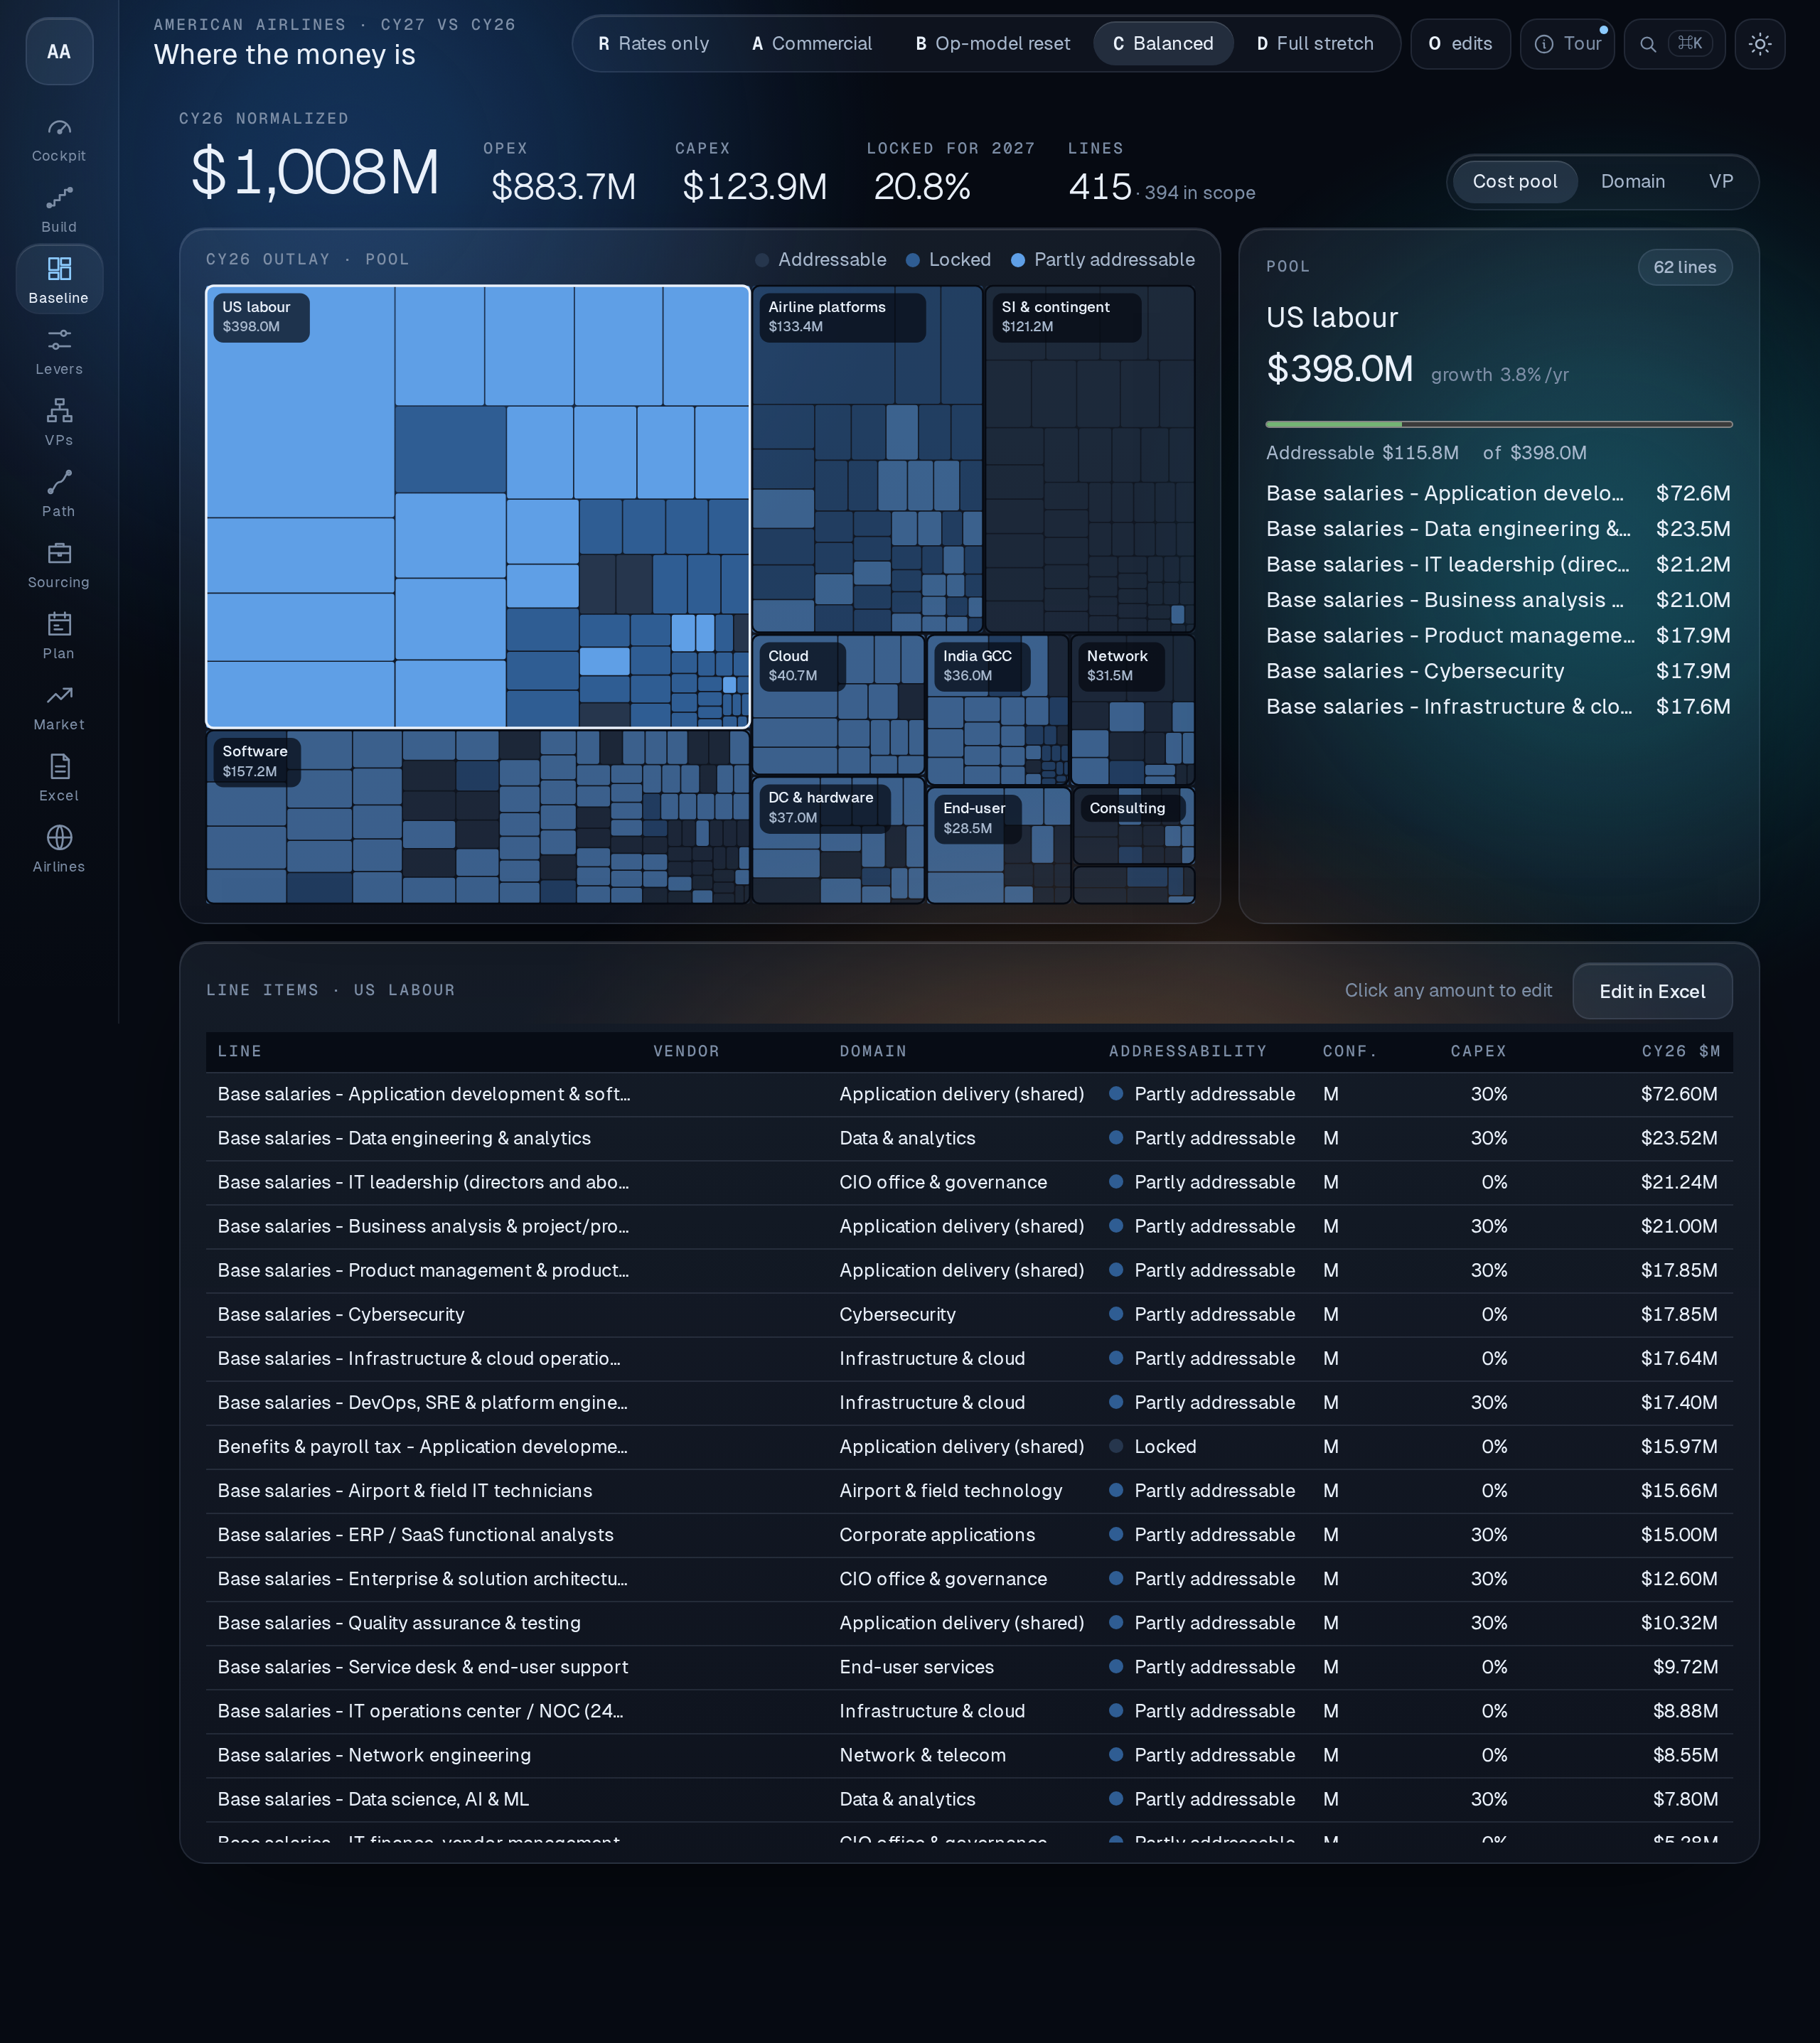 AA
AMERICAN AIRLINES · CY27 VS CY26
Where the money is
R Rates only
A Commercial
B Op-model reset
C Balanced
D Full stretch
0 edits
Tour
⌘K
Cockpit
Build
Baseline
Levers
VPs
Path
Sourcing
Plan
Market
Excel
Airlines
CY26 NORMALIZED
$1,008M
OPEX
$883.7M
CAPEX
$123.9M
LOCKED FOR 2027
20.8%
LINES
415 · 394 in scope
Cost pool
Domain
VP
CY26 OUTLAY · POOL
Addressable
Locked
Partly addressable
US labour
$398.0M
Airline platforms
$133.4M
SI & contingent
$121.2M
Cloud
$40.7M
India GCC
$36.0M
Network
$31.5M
Software
$157.2M
DC & hardware
$37.0M
End-user
$28.5M
Consulting
POOL
62 lines
US labour
$398.0M growth 3.8% /yr
Addressable $115.8M of $398.0M
Base salaries - Application develo... $72.6M
Base salaries - Data engineering &... $23.5M
Base salaries - IT leadership (direc... $21.2M
Base salaries - Business analysis ... $21.0M
Base salaries - Product manageme... $17.9M
Base salaries - Cybersecurity $17.9M
Base salaries - Infrastructure & clo... $17.6M
LINE ITEMS · US LABOUR
Click any amount to edit
Edit in Excel
LINE VENDOR DOMAIN ADDRESSABILITY CONF. CAPEX CY26 $M
Base salaries - Application development & soft... Application delivery (shared) Partly addressable M 30% $72.60M
Base salaries - Data engineering & analytics Data & analytics Partly addressable M 30% $23.52M
Base salaries - IT leadership (directors and abo... CIO office & governance Partly addressable M 0% $21.24M
Base salaries - Business analysis & project/pro... Application delivery (shared) Partly addressable M 30% $21.00M
Base salaries - Product management & product... Application delivery (shared) Partly addressable M 30% $17.85M
Base salaries - Cybersecurity Cybersecurity Partly addressable M 0% $17.85M
Base salaries - Infrastructure & cloud operatio... Infrastructure & cloud Partly addressable M 0% $17.64M
Base salaries - DevOps, SRE & platform engine... Infrastructure & cloud Partly addressable M 30% $17.40M
Benefits & payroll tax - Application developme... Application delivery (shared) Locked M 0% $15.97M
Base salaries - Airport & field IT technicians Airport & field technology Partly addressable M 0% $15.66M
Base salaries - ERP / SaaS functional analysts Corporate applications Partly addressable M 30% $15.00M
Base salaries - Enterprise & solution architectu... CIO office & governance Partly addressable M 30% $12.60M
Base salaries - Quality assurance & testing Application delivery (shared) Partly addressable M 30% $10.32M
Base salaries - Service desk & end-user support End-user services Partly addressable M 0% $9.72M
Base salaries - IT operations center / NOC (24... Infrastructure & cloud Partly addressable M 0% $8.88M
Base salaries - Network engineering Network & telecom Partly addressable M 0% $8.55M
Base salaries - Data science, AI & ML Data & analytics Partly addressable M 30% $7.80M
Base salaries - IT finance, vendor management CIO office & governance Partly addressable M 0% $5.28M